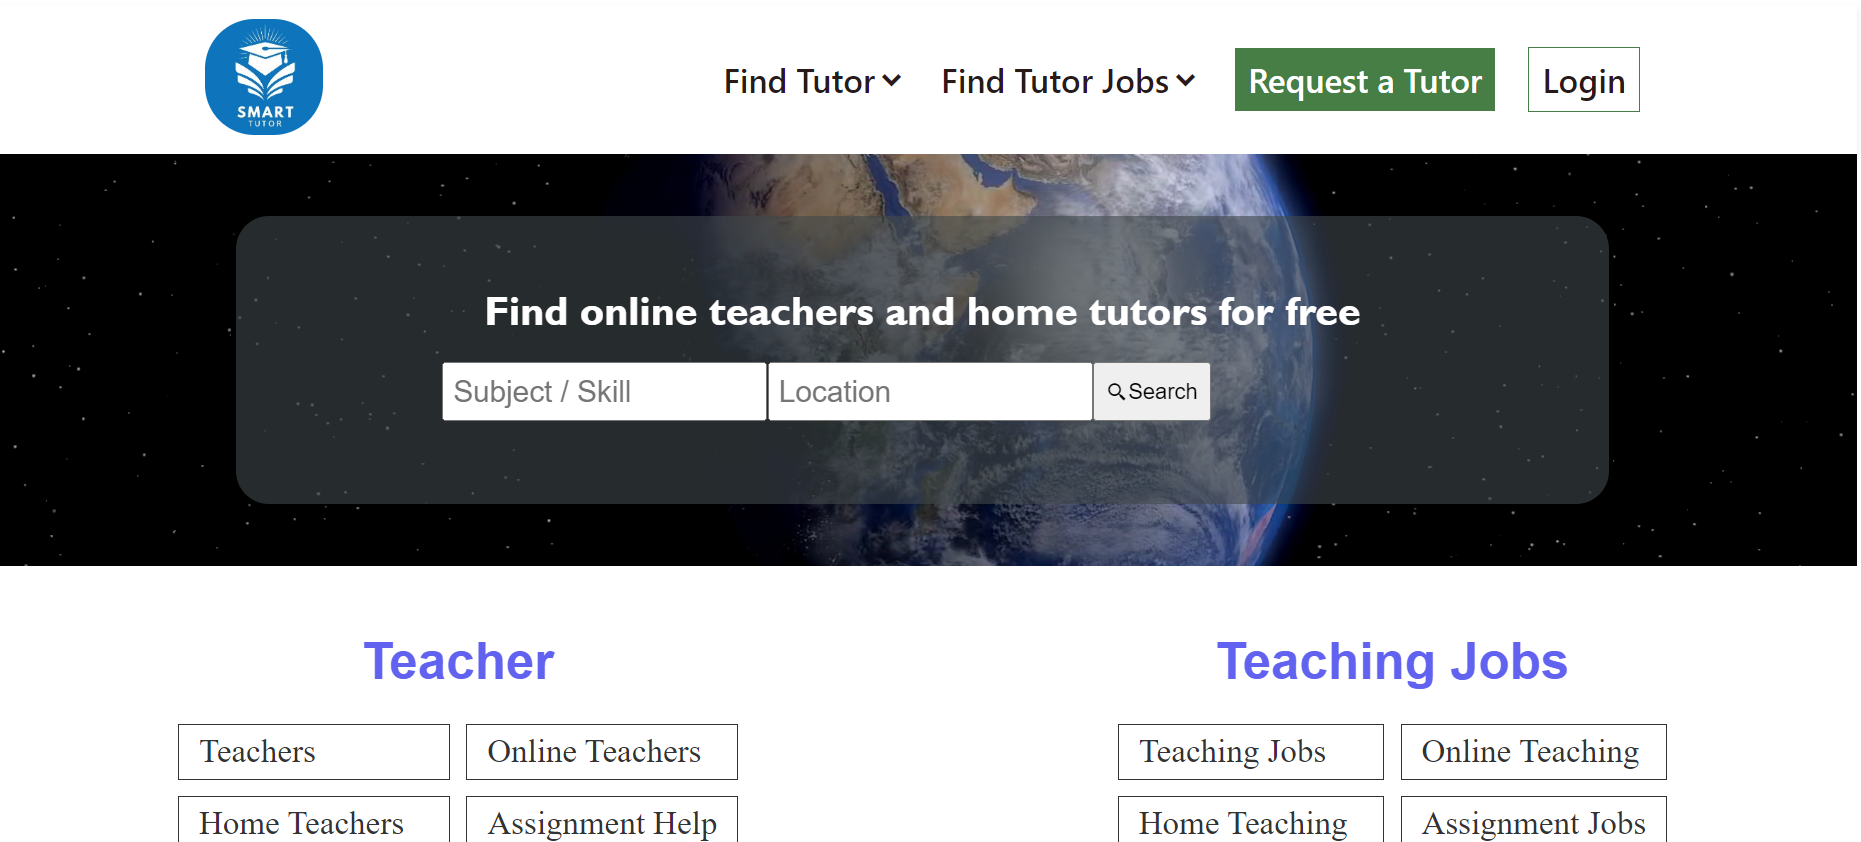 SMART
TUTOR
Find Tutor
Find Tutor Jobs
Request a Tutor
Login
Find online teachers and home tutors for free
Subject / Skill
Location
Search
Teacher
Teachers
Online Teachers
Home Teachers
Assignment Help
Teaching Jobs
Teaching Jobs
Online Teaching
Home Teaching
Assignment Jobs